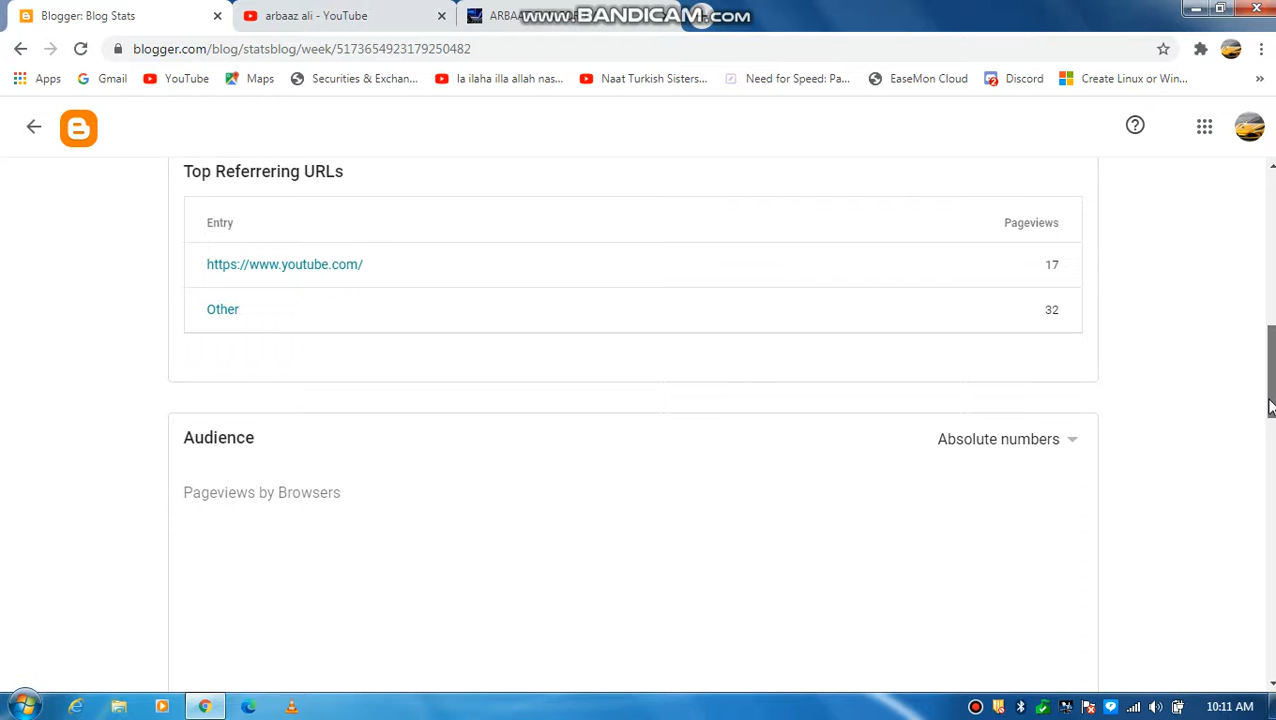 Blogger: Blog Stats
arbaaz ali - YouTube
ARBAA
www.BANDICAM.com
blogger.com/blog/statsblog/week/5173654923179250482
Apps
Gmail
YouTube
Maps
Securities & Exchan...
la ilaha illa allah nas...
Naat Turkish Sisters...
Need for Speed: Pa...
EaseMon Cloud
Discord
Create Linux or Win...
»
Top Referrering URLs
Entry Pageviews
https://www.youtube.com/ 17
Other 32
Audience Absolute numbers
Pageviews by Browsers
10:11 AM